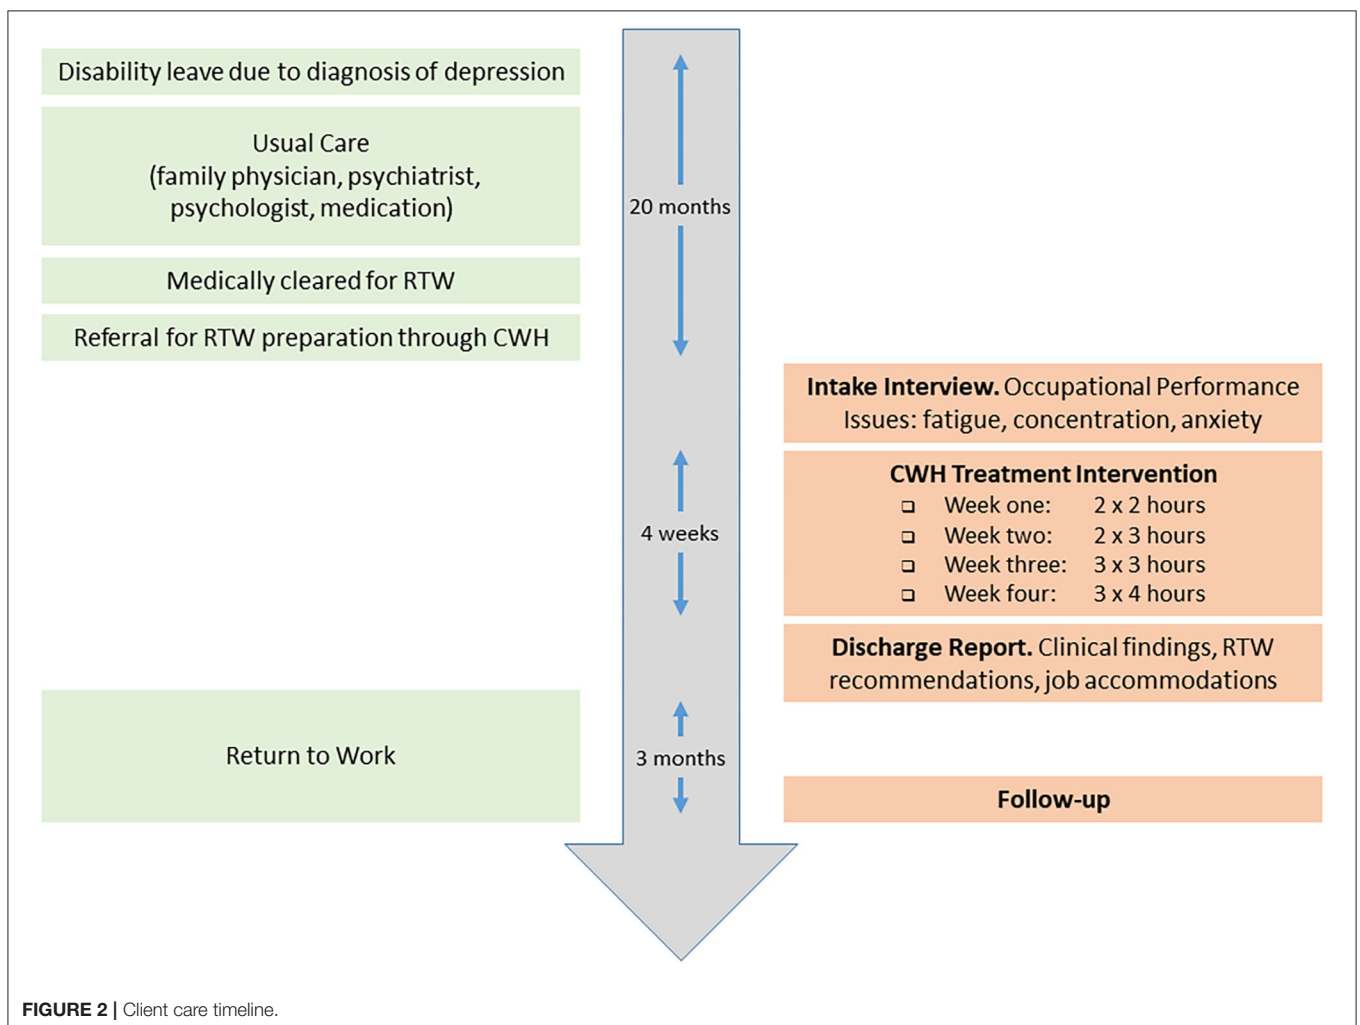 Disability leave due to diagnosis of depression
Usual Care
(family physician, psychiatrist,
psychologist, medication)
20 months
Medically cleared for RTW
Referral for RTW preparation through CWH
Intake Interview. Occupational Performance
Issues: fatigue, concentration, anxiety
CWH Treatment Intervention
❑ Week one: 2 x 2 hours
❑ Week two: 2 x 3 hours
❑ Week three: 3 x 3 hours
❑ Week four: 3 x 4 hours
4 weeks
Discharge Report. Clinical findings, RTW
recommendations, job accommodations
Return to Work
3 months
Follow-up
FIGURE 2 | Client care timeline.